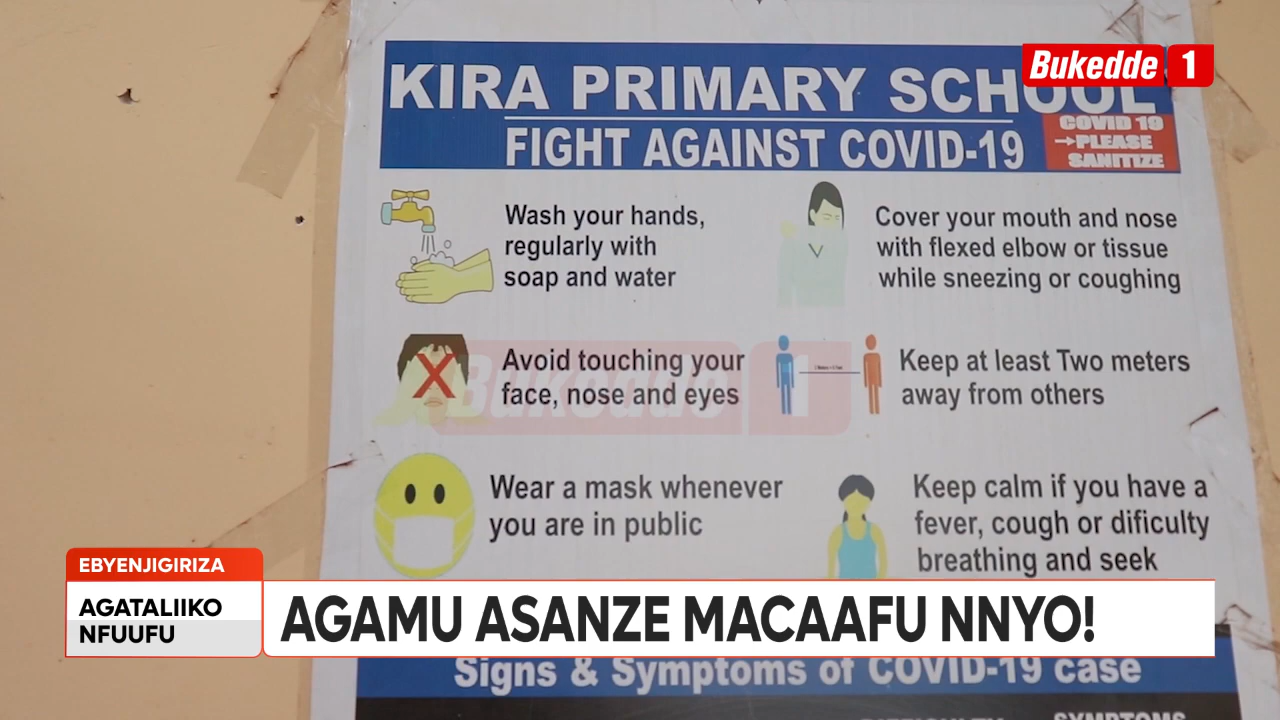 Bukedde 1
KIRA PRIMARY SCHOOL
FIGHT AGAINST COVID-19
COVID 19
→PLEASE
SANITIZE
Wash your hands,
regularly with
soap and water
Cover your mouth and nose
with flexed elbow or tissue
while sneezing or coughing
Avoid touching your
face, nose and eyes
Keep at least Two meters
away from others
Bukedde 1
Wear a mask whenever
you are in public
Keep calm if you have a
fever, cough or dificulty
breathing and seek
EBYENJIGIRIZA
AGATALIIKO
NFUUFU
AGAMU ASANZE MACAAFU NNYO!
Signs & Symptoms of COVID-19 case
SYMPTOMS